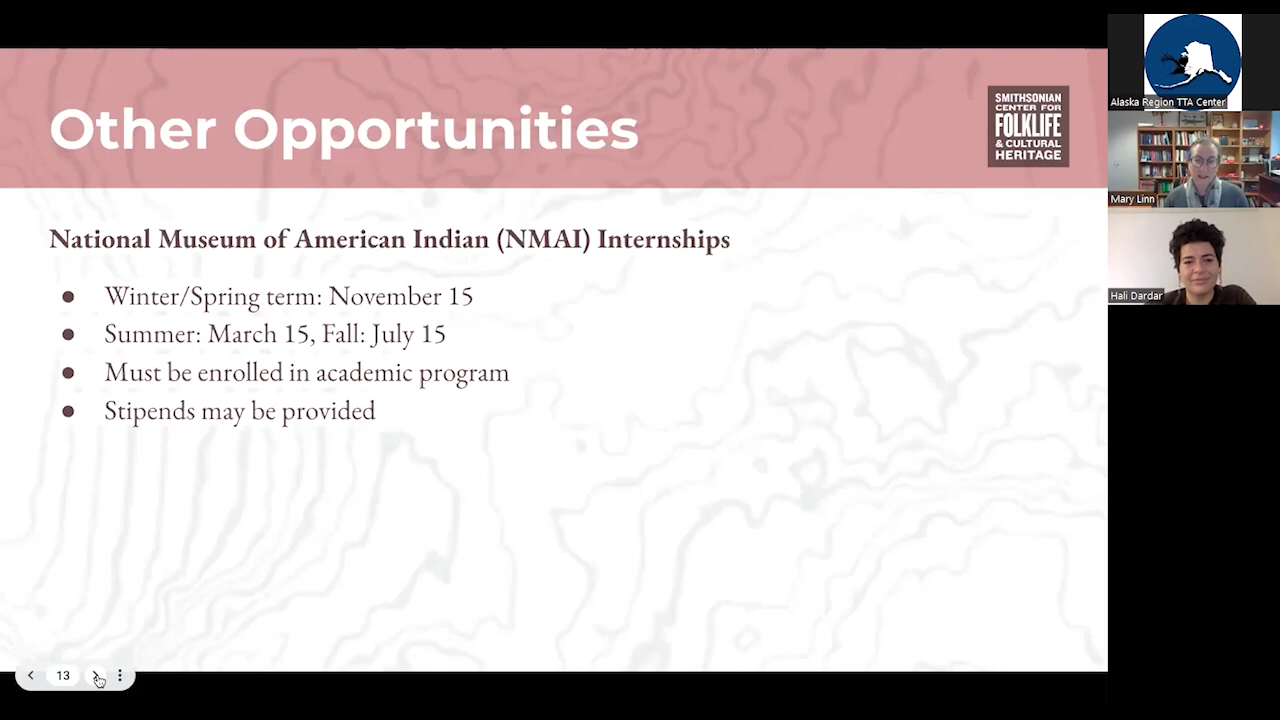 Other Opportunities
SMITHSONIAN
CENTER FOR
FOLKLIFE
& CULTURAL
HERITAGE
National Museum of American Indian (NMAI) Internships
● Winter/Spring term: November 15
● Summer: March 15, Fall: July 15
● Must be enrolled in academic program
● Stipends may be provided
13
Alaska Region TTA Center
Mary Linn
Hali Dardar